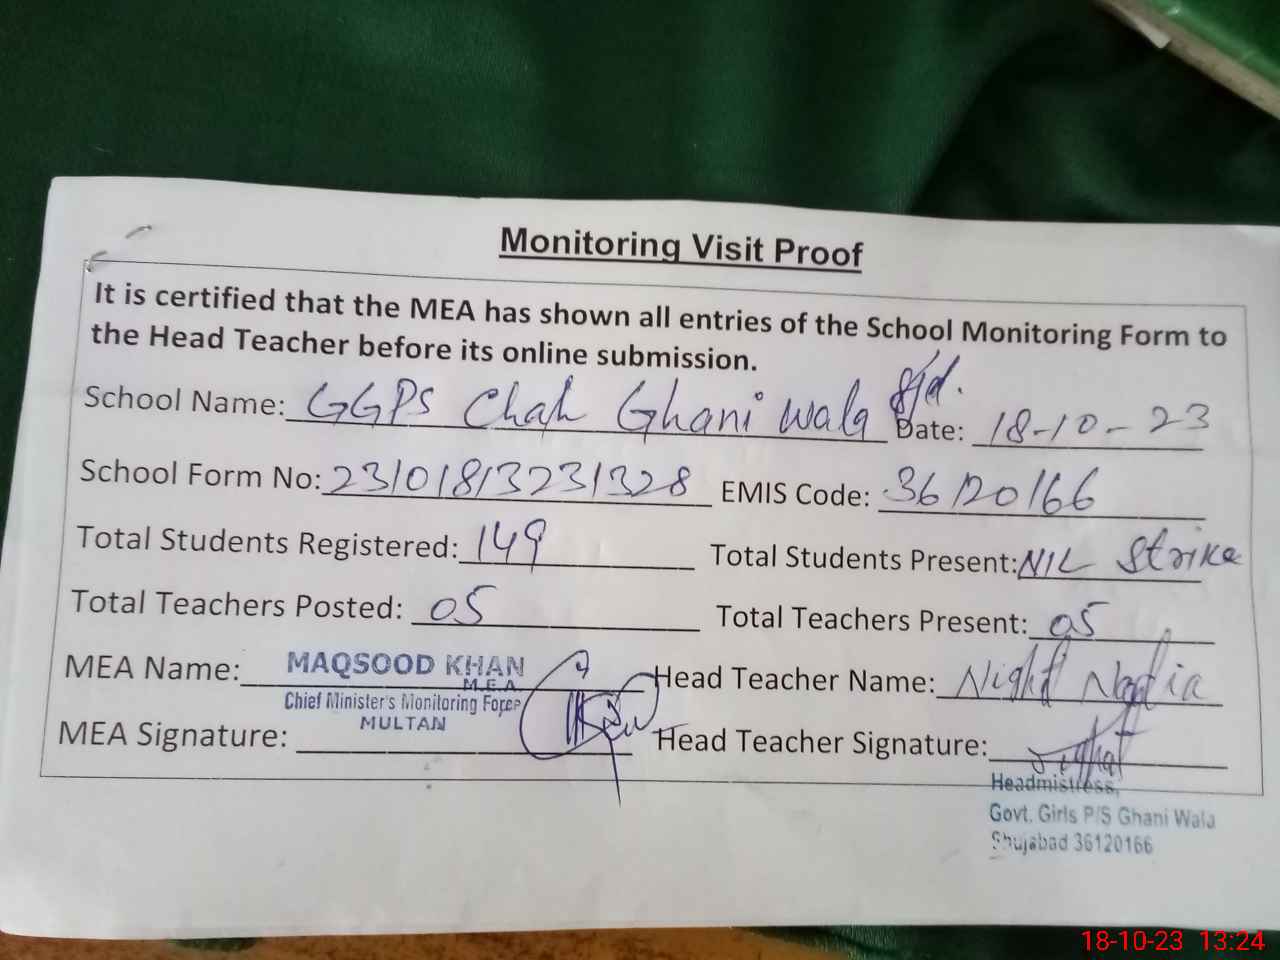 Monitoring Visit Proof
It is certified that the MEA has shown all entries of the School Monitoring Form to
the Head Teacher before its online submission.
School Name: GGPS Chah Ghani wala Sjd. Date: 18-10-23
School Form No: 23101813231328 EMIS Code: 36120166
Total Students Registered: 149 Total Students Present: NIL Strike
Total Teachers Posted: 05 Total Teachers Present: 05
MEA Name: MAQSOOD KHAN Head Teacher Name: Night Nadia
M.E.A.
Chief Minister's Monitoring Force
MULTAN
MEA Signature: Head Teacher Signature:
Headmistress,
Govt. Girls P/S Ghani Wala
Shujabad 36120166
18-10-23 13:24